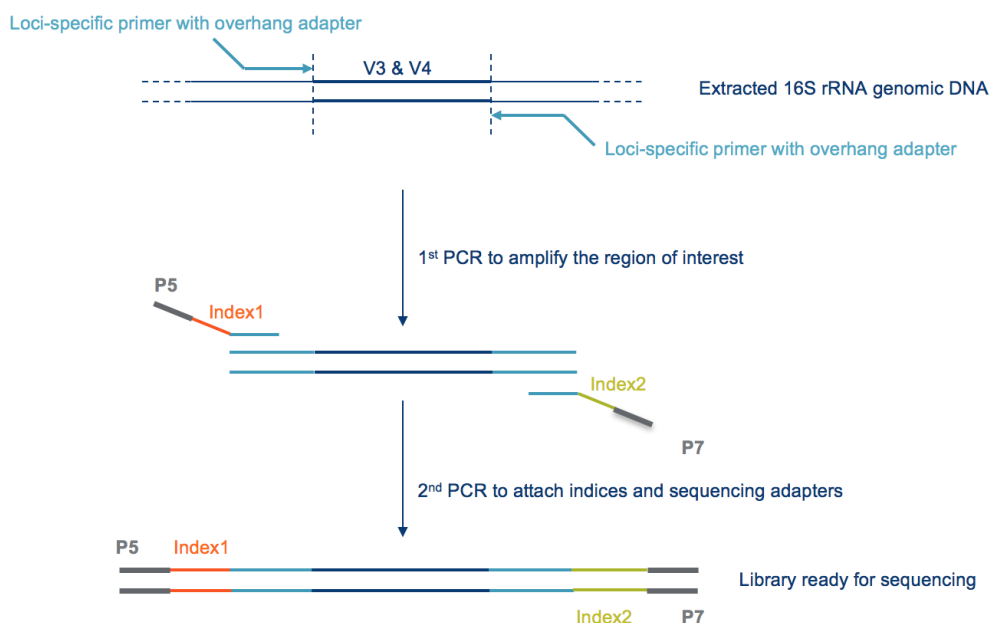 Loci-specific primer with overhang adapter
V3 & V4
Extracted 16S rRNA genomic DNA
Loci-specific primer with overhang adapter
1st PCR to amplify the region of interest
P5
Index1
Index2
P7
2nd PCR to attach indices and sequencing adapters
P5
Index1
Library ready for sequencing
Index2
P7